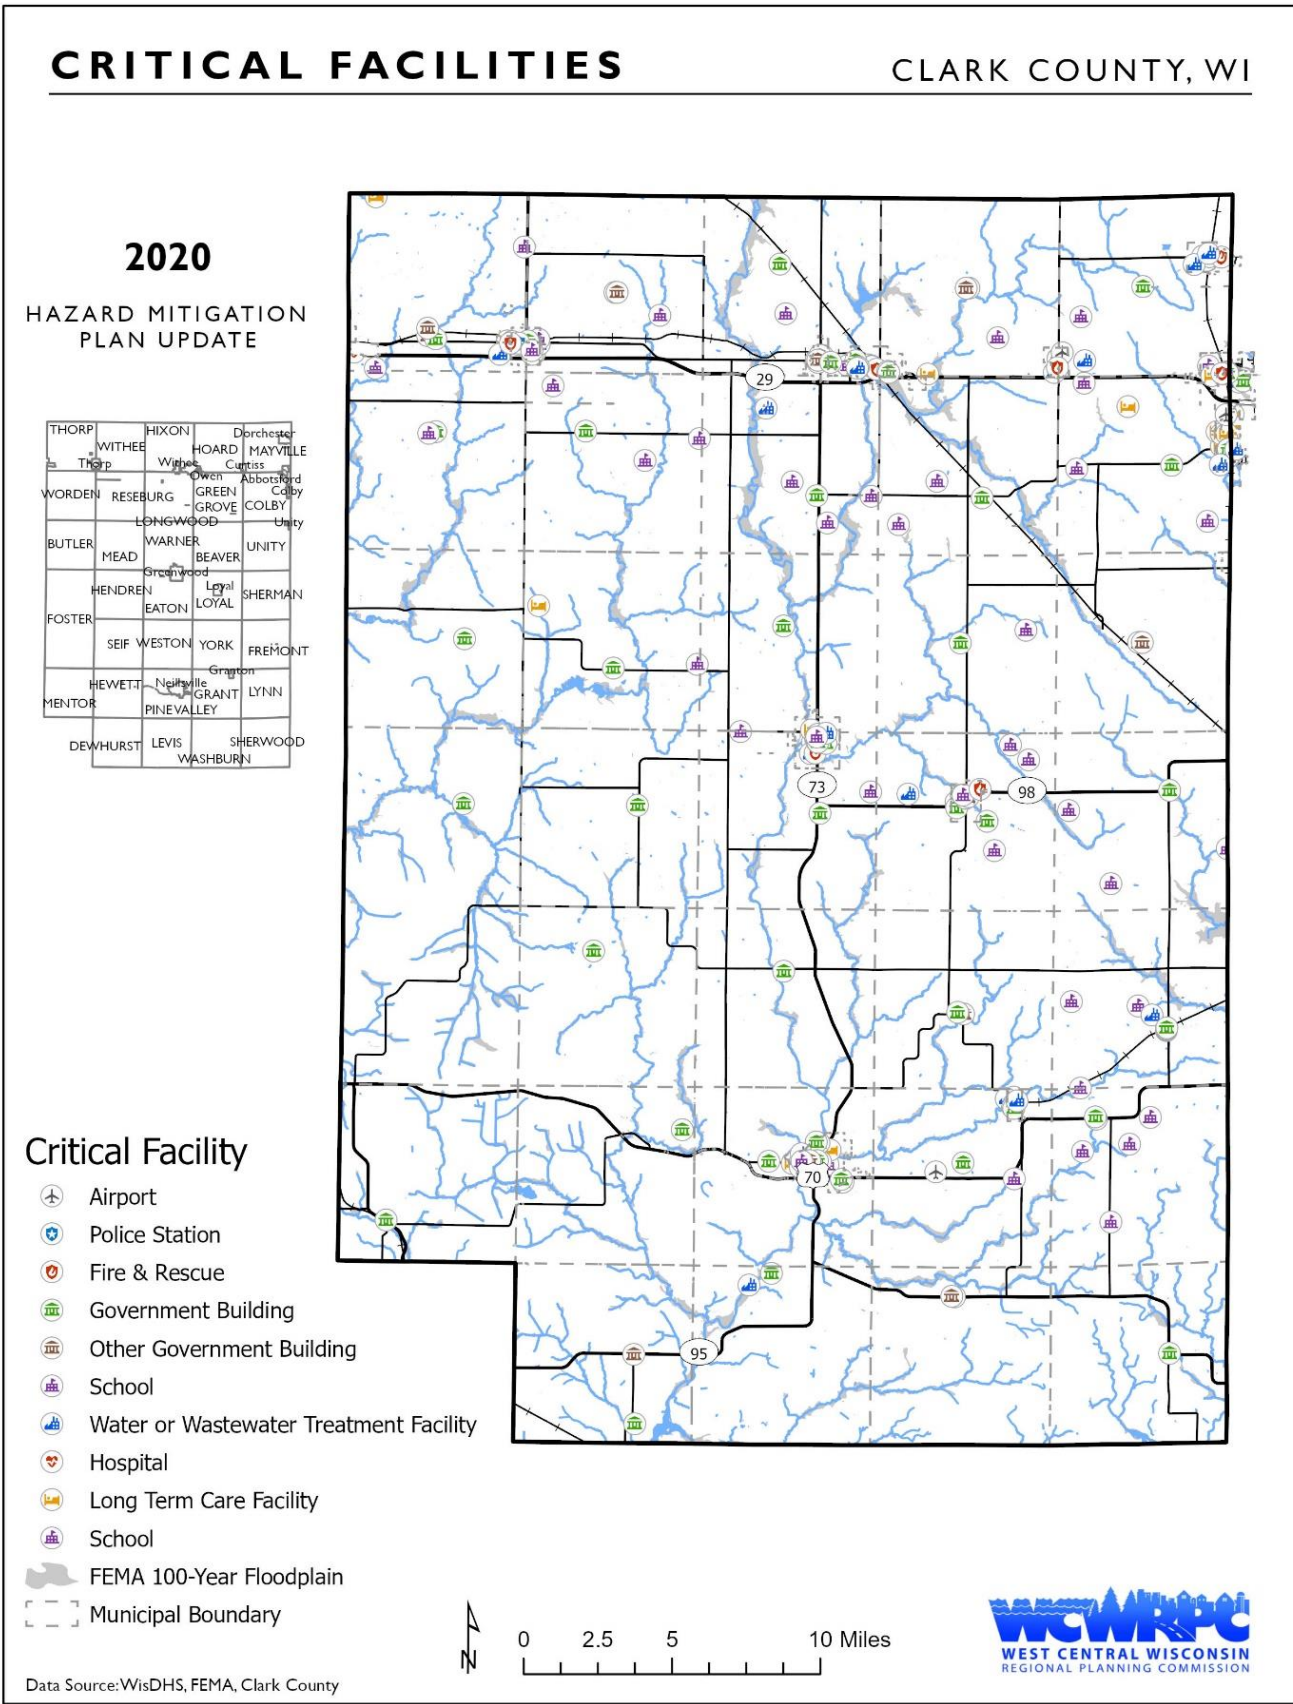 CRITICAL FACILITIES
CLARK COUNTY, WI
2020
HAZARD MITIGATION
PLAN UPDATE
THORP
WITHEE
HIXON
HOARD
Dorchester
MAYVILLE
Thorp
Withee
Curtiss
Owen
Abbotsford
WORDEN
RESEBURG
GREEN
GROVE
COLBY
Colby
LONGWOOD
Unity
BUTLER
MEAD
WARNER
BEAVER
UNITY
Greenwood
HENDREN
EATON
Loyal
LOYAL
SHERMAN
FOSTER
SEIF
WESTON
YORK
FREMONT
Granton
HEWETT
Neillsville
GRANT
LYNN
MENTOR
PINEVALLEY
DEWHURST
LEVIS
SHERWOOD
WASHBURN
29
73
98
70
95
Critical Facility
Airport
Police Station
Fire & Rescue
Government Building
Other Government Building
School
Water or Wastewater Treatment Facility
Hospital
Long Term Care Facility
School
FEMA 100-Year Floodplain
Municipal Boundary
N
0 2.5 5 10 Miles
WCWRPC
WEST CENTRAL WISCONSIN
REGIONAL PLANNING COMMISSION
Data Source:WisDHS, FEMA, Clark County